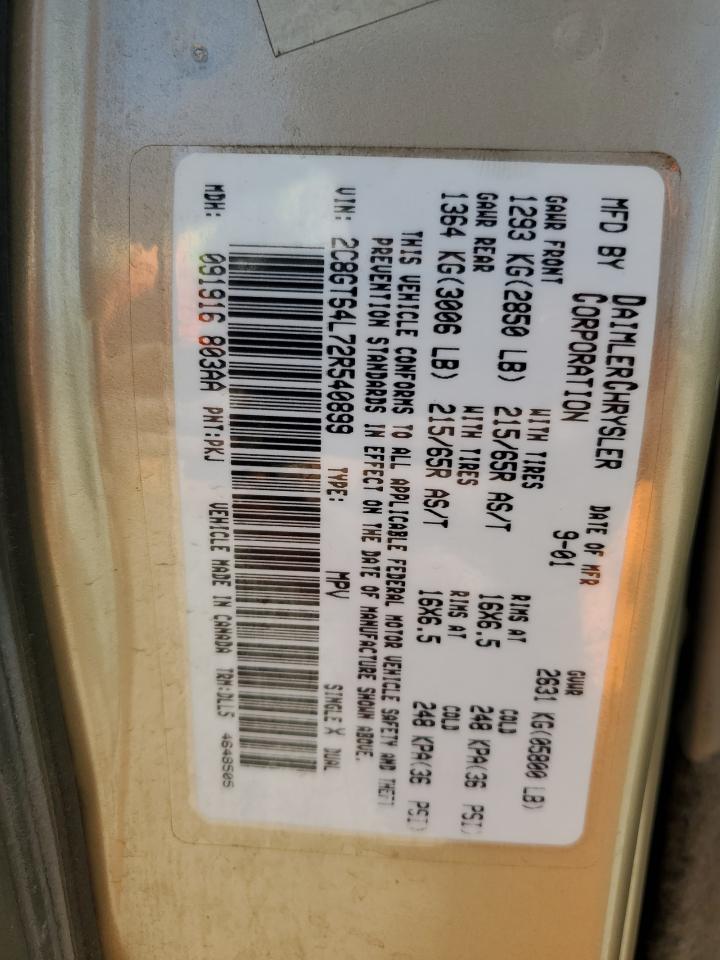 MFD BY DAIMLERCHRYSLER CORPORATION DATE OF MFR 9-01 GVWR 2631 KG(05800 LB)
GAWR FRONT WITH TIRES RIMS AT COLD
1293 KG(2850 LB) 215/65R AS/T 16X6.5 248 KPA(36 PSI)
GAWR REAR WITH TIRES RIMS AT COLD
1364 KG(3006 LB) 215/65R AS/T 16X6.5 248 KPA(36 PSI)
THIS VEHICLE CONFORMS TO ALL APPLICABLE FEDERAL MOTOR VEHICLE SAFETY AND THEFT
PREVENTION STANDARDS IN EFFECT ON THE DATE OF MANUFACTURE SHOWN ABOVE.
VIN: 2C8GT64L72R540899 TYPE: MPV SINGLE X DUAL
MDH: 091916 803AA PNT:PKJ VEHICLE MADE IN CANADA TRM:DLL5 4648505